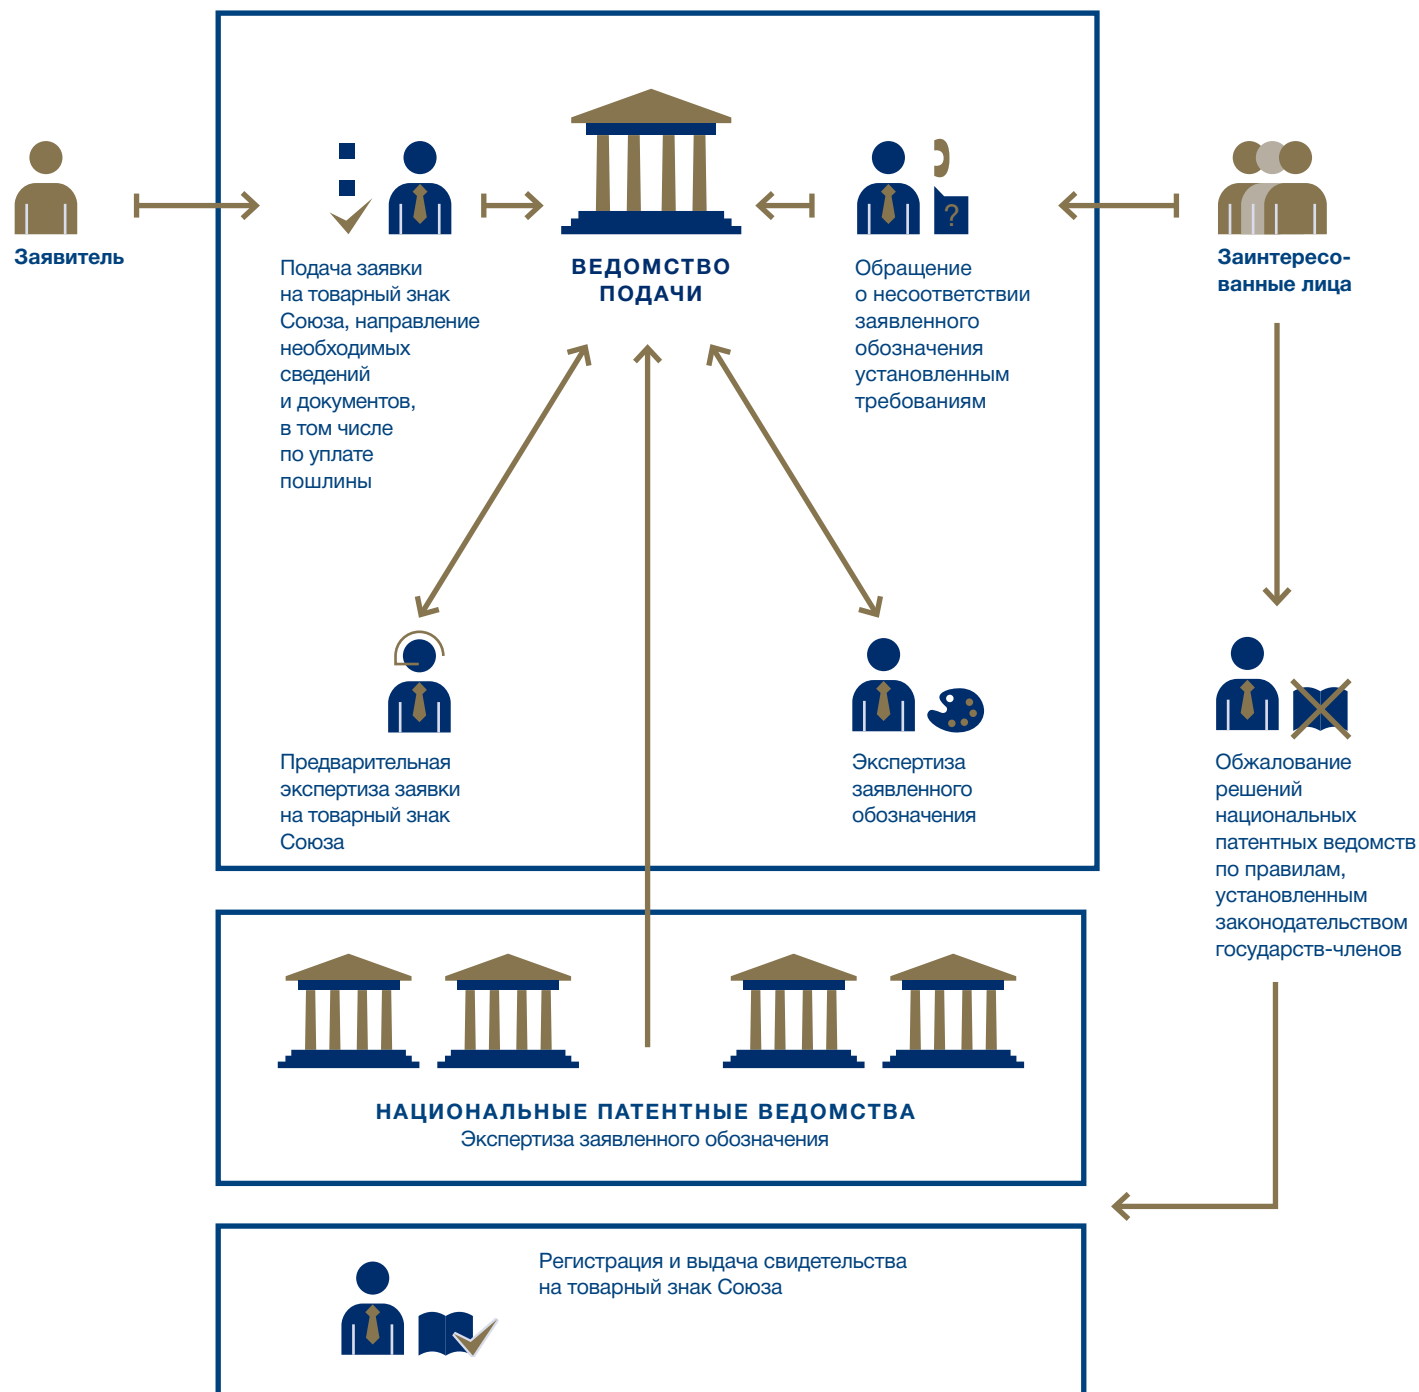 Заявитель
Подача заявки
на товарный знак
Союза, направление
необходимых
сведений
и документов,
в том числе
по уплате
пошлины
ВЕДОМСТВО
ПОДАЧИ
?
Обращение
о несоответствии
заявленного
обозначения
установленным
требованиям
Заинтересо-
ванные лица
Предварительная
экспертиза заявки
на товарный знак
Союза
Экспертиза
заявленного
обозначения
Обжалование
решений
национальных
патентных ведомств
по правилам,
установленным
законодательством
государств-членов
НАЦИОНАЛЬНЫЕ ПАТЕНТНЫЕ ВЕДОМСТВА
Экспертиза заявленного обозначения
Регистрация и выдача свидетельства
на товарный знак Союза